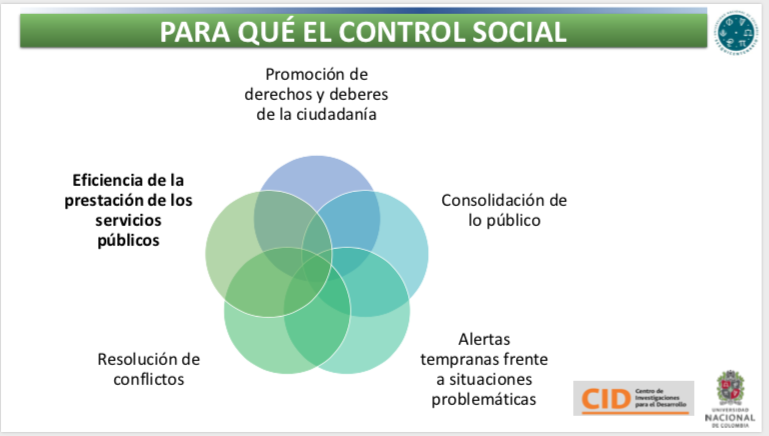 PARA QUÉ EL CONTROL SOCIAL
Promoción de
derechos y deberes
de la ciudadanía
Eficiencia de la
prestación de los
servicios
públicos
Consolidación de
lo público
Resolución de
conflictos
Alertas
tempranas frente
a situaciones
problemáticas
CID
Centro de
Investigaciones
para el Desarrollo
UNIVERSIDAD
NACIONAL
DE COLOMBIA